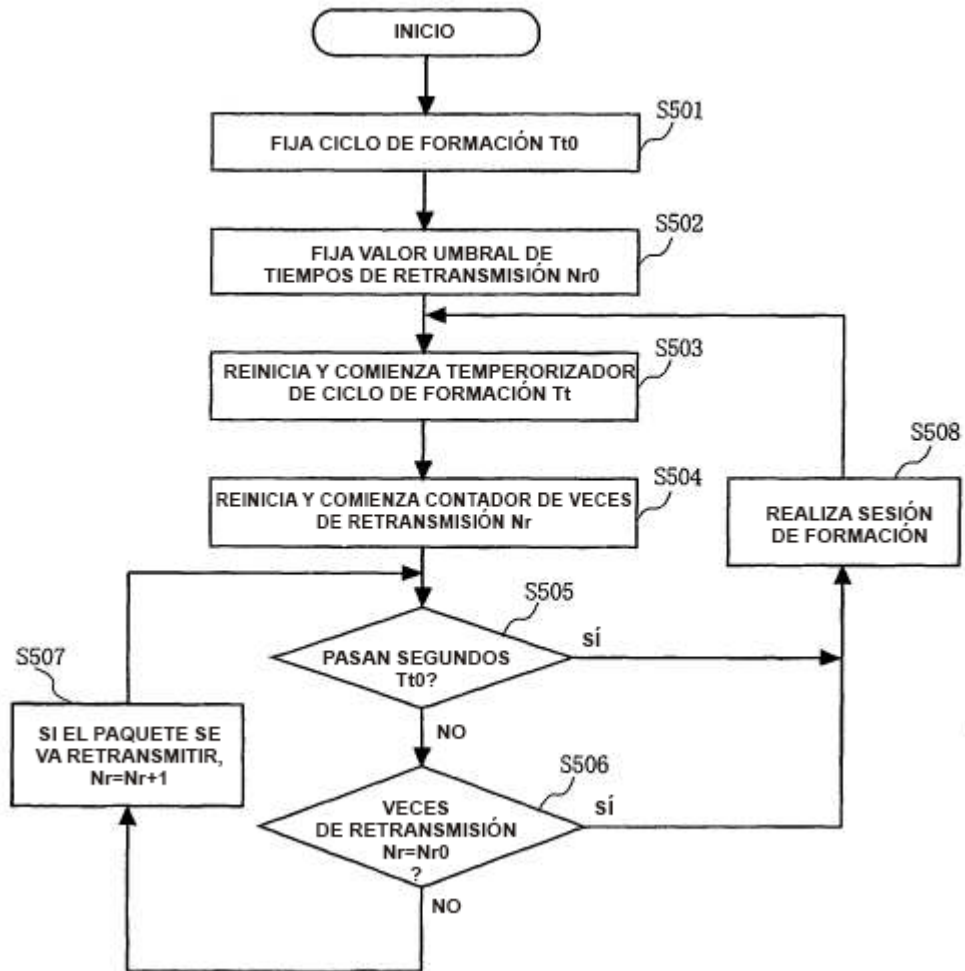 INICIO
S501
FIJA CICLO DE FORMACIÓN Tt0
S502
FIJA VALOR UMBRAL DE
TIEMPOS DE RETRANSMISIÓN Nr0
S503
REINICIA Y COMIENZA TEMPERORIZADOR
DE CICLO DE FORMACIÓN Tt
S504
REINICIA Y COMIENZA CONTADOR DE VECES
DE RETRANSMISIÓN Nr
S508
REALIZA SESIÓN
DE FORMACIÓN
S505
PASAN SEGUNDOS
Tt0?
SÍ
NO
S507
SI EL PAQUETE SE
VA RETRANSMITIR,
Nr=Nr+1
S506
VECES
DE RETRANSMISIÓN
Nr=Nr0
?
SÍ
NO